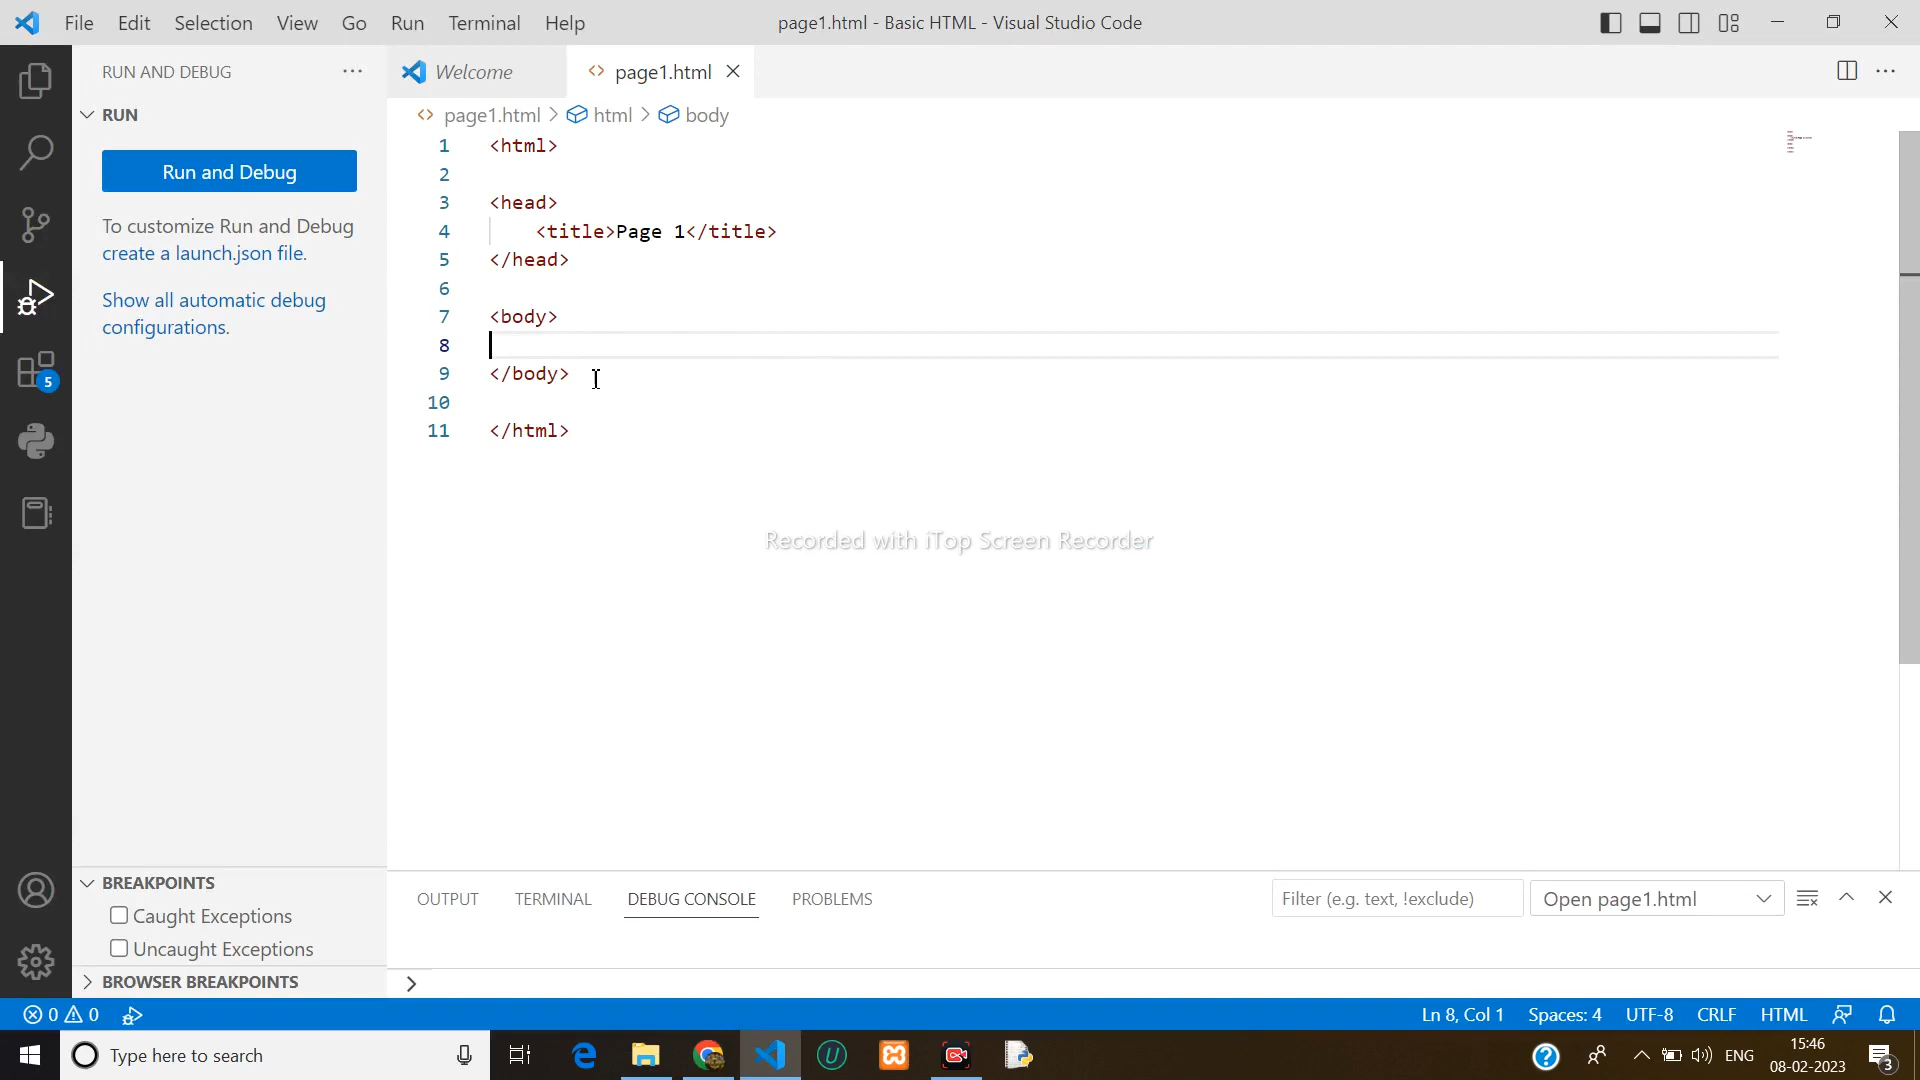 File Edit Selection View Go Run Terminal Help
page1.html - Basic HTML - Visual Studio Code
RUN AND DEBUG
Welcome
page1.html
RUN
page1.html > html > body
Run and Debug
To customize Run and Debug
create a launch.json file.
Show all automatic debug
configurations.
1 <html>
2
3 <head>
4 <title>Page 1</title>
5 </head>
6
7 <body>
8
9 </body>
10
11 </html>
5
Recorded with iTop Screen Recorder
BREAKPOINTS
Caught Exceptions
Uncaught Exceptions
BROWSER BREAKPOINTS
OUTPUT TERMINAL DEBUG CONSOLE PROBLEMS
Filter (e.g. text, !exclude)
Open page1.html
>
0 0
Ln 8, Col 1 Spaces: 4 UTF-8 CRLF HTML
Type here to search
ENG
15:46
08-02-2023
3